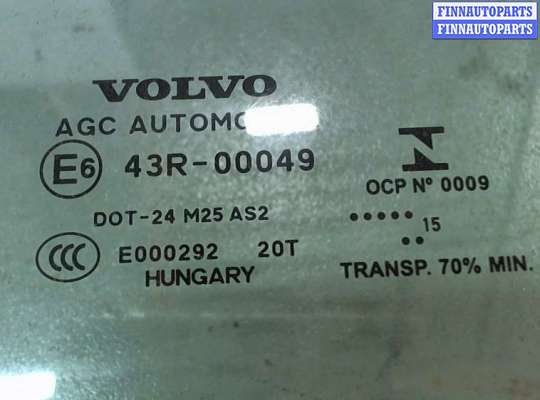 FINNAUTOPARTS
FINNAUTOPARTS
VOLVO
AGC
E6 43R-00049
OCP Nº 0009
DOT-24 M25 AS2
••••• 15
••
CCC E000292 20T
HUNGARY
TRANSP. 70% MIN.